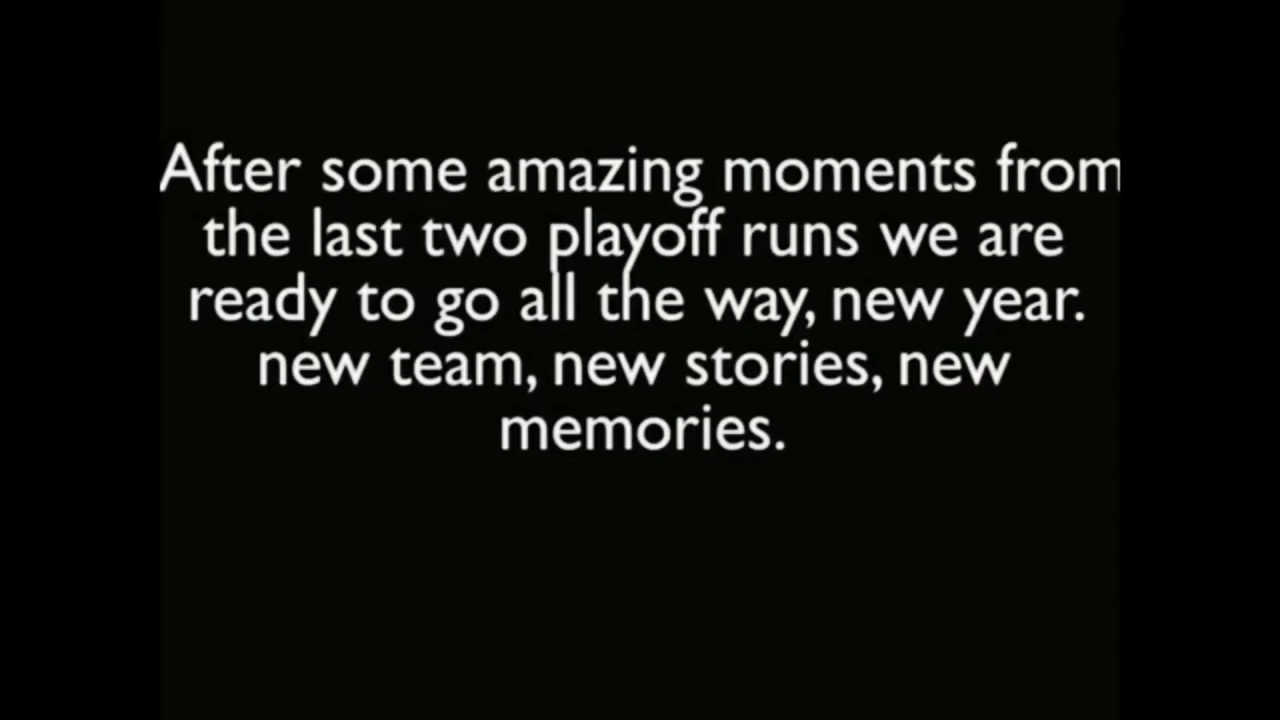 After some amazing moments from
the last two playoff runs we are
ready to go all the way, new year.
new team, new stories, new
memories.